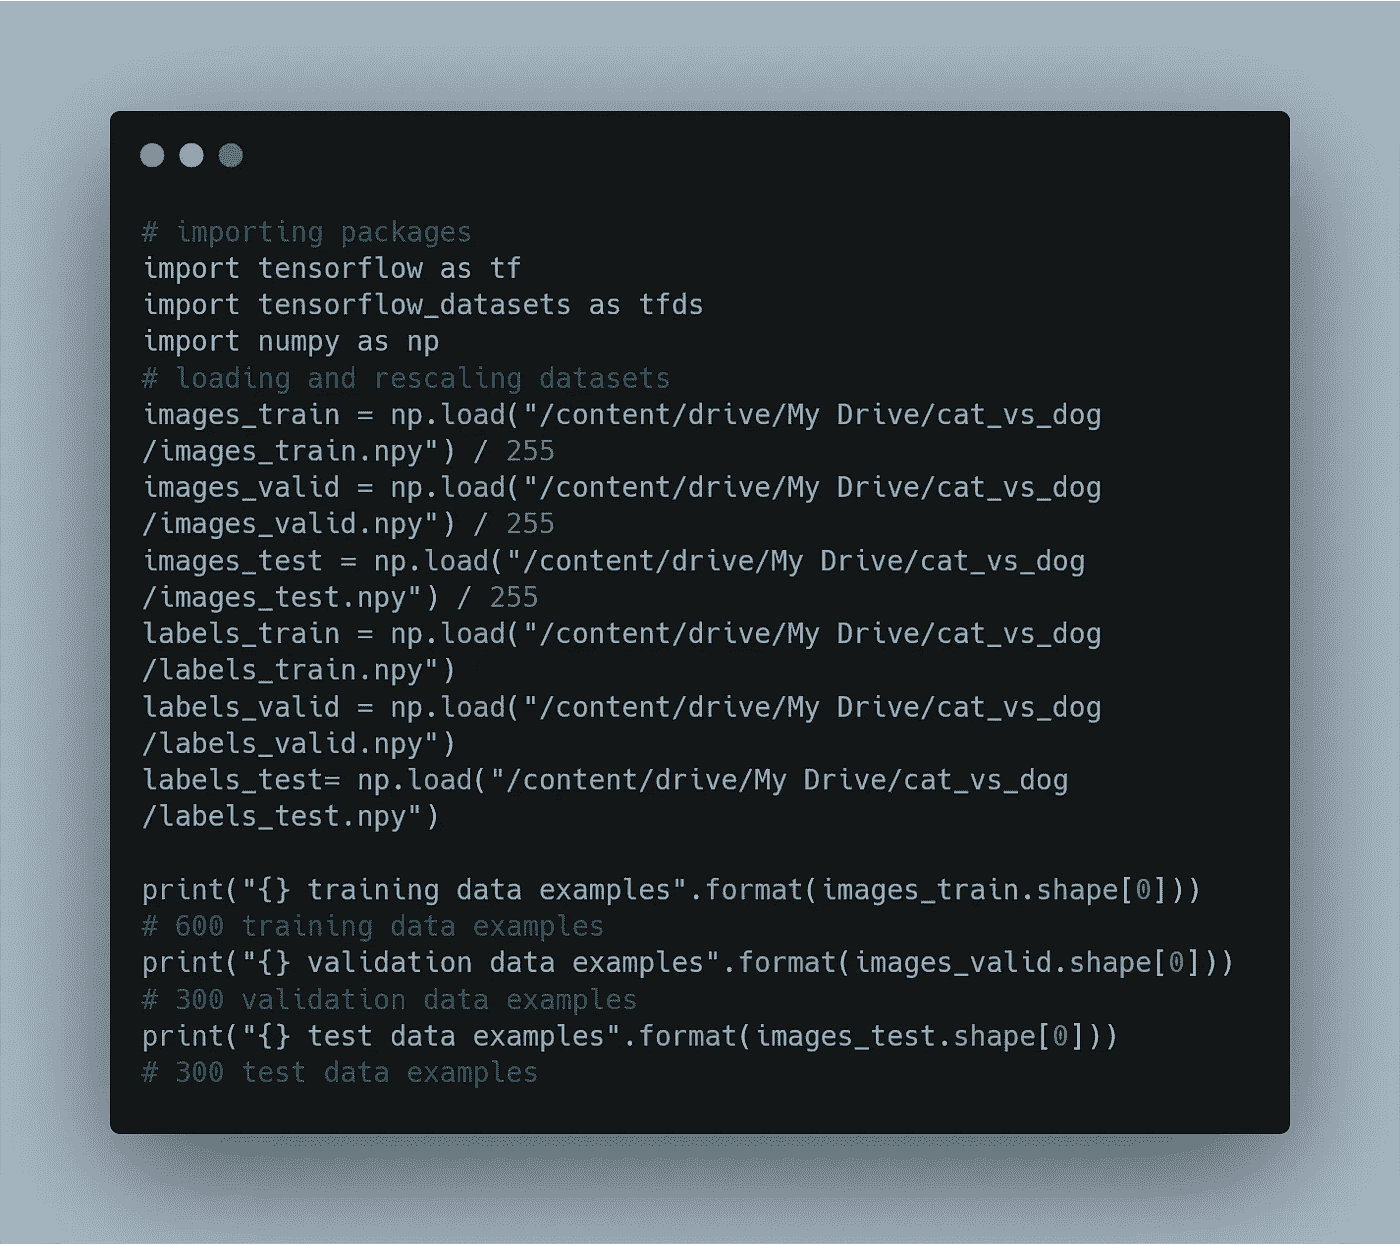 # importing packages
import tensorflow as tf
import tensorflow_datasets as tfds
import numpy as np
# loading and rescaling datasets
images_train = np.load("/content/drive/My Drive/cat_vs_dog
/images_train.npy") / 255
images_valid = np.load("/content/drive/My Drive/cat_vs_dog
/images_valid.npy") / 255
images_test = np.load("/content/drive/My Drive/cat_vs_dog
/images_test.npy") / 255
labels_train = np.load("/content/drive/My Drive/cat_vs_dog
/labels_train.npy")
labels_valid = np.load("/content/drive/My Drive/cat_vs_dog
/labels_valid.npy")
labels_test= np.load("/content/drive/My Drive/cat_vs_dog
/labels_test.npy")

print("{} training data examples".format(images_train.shape[0]))
# 600 training data examples
print("{} validation data examples".format(images_valid.shape[0]))
# 300 validation data examples
print("{} test data examples".format(images_test.shape[0]))
# 300 test data examples